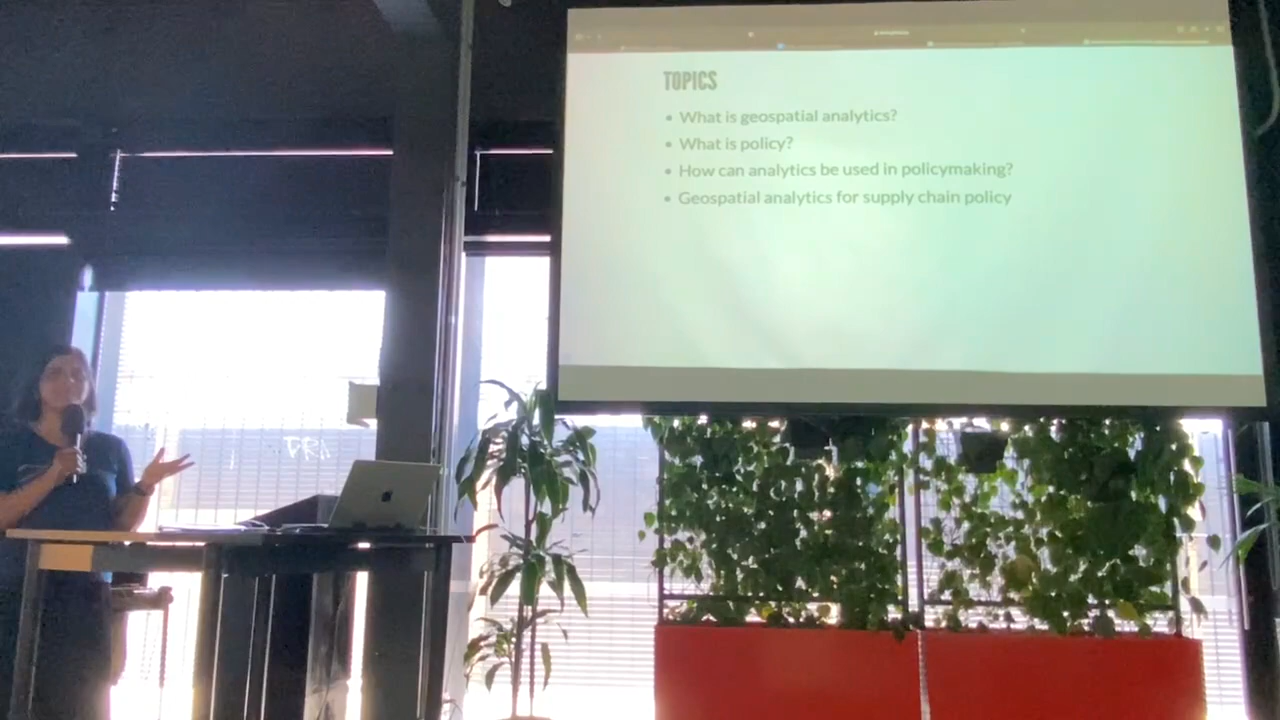 TOPICS
• What is geospatial analytics?
• What is policy?
• How can analytics be used in policymaking?
• Geospatial analytics for supply chain policy